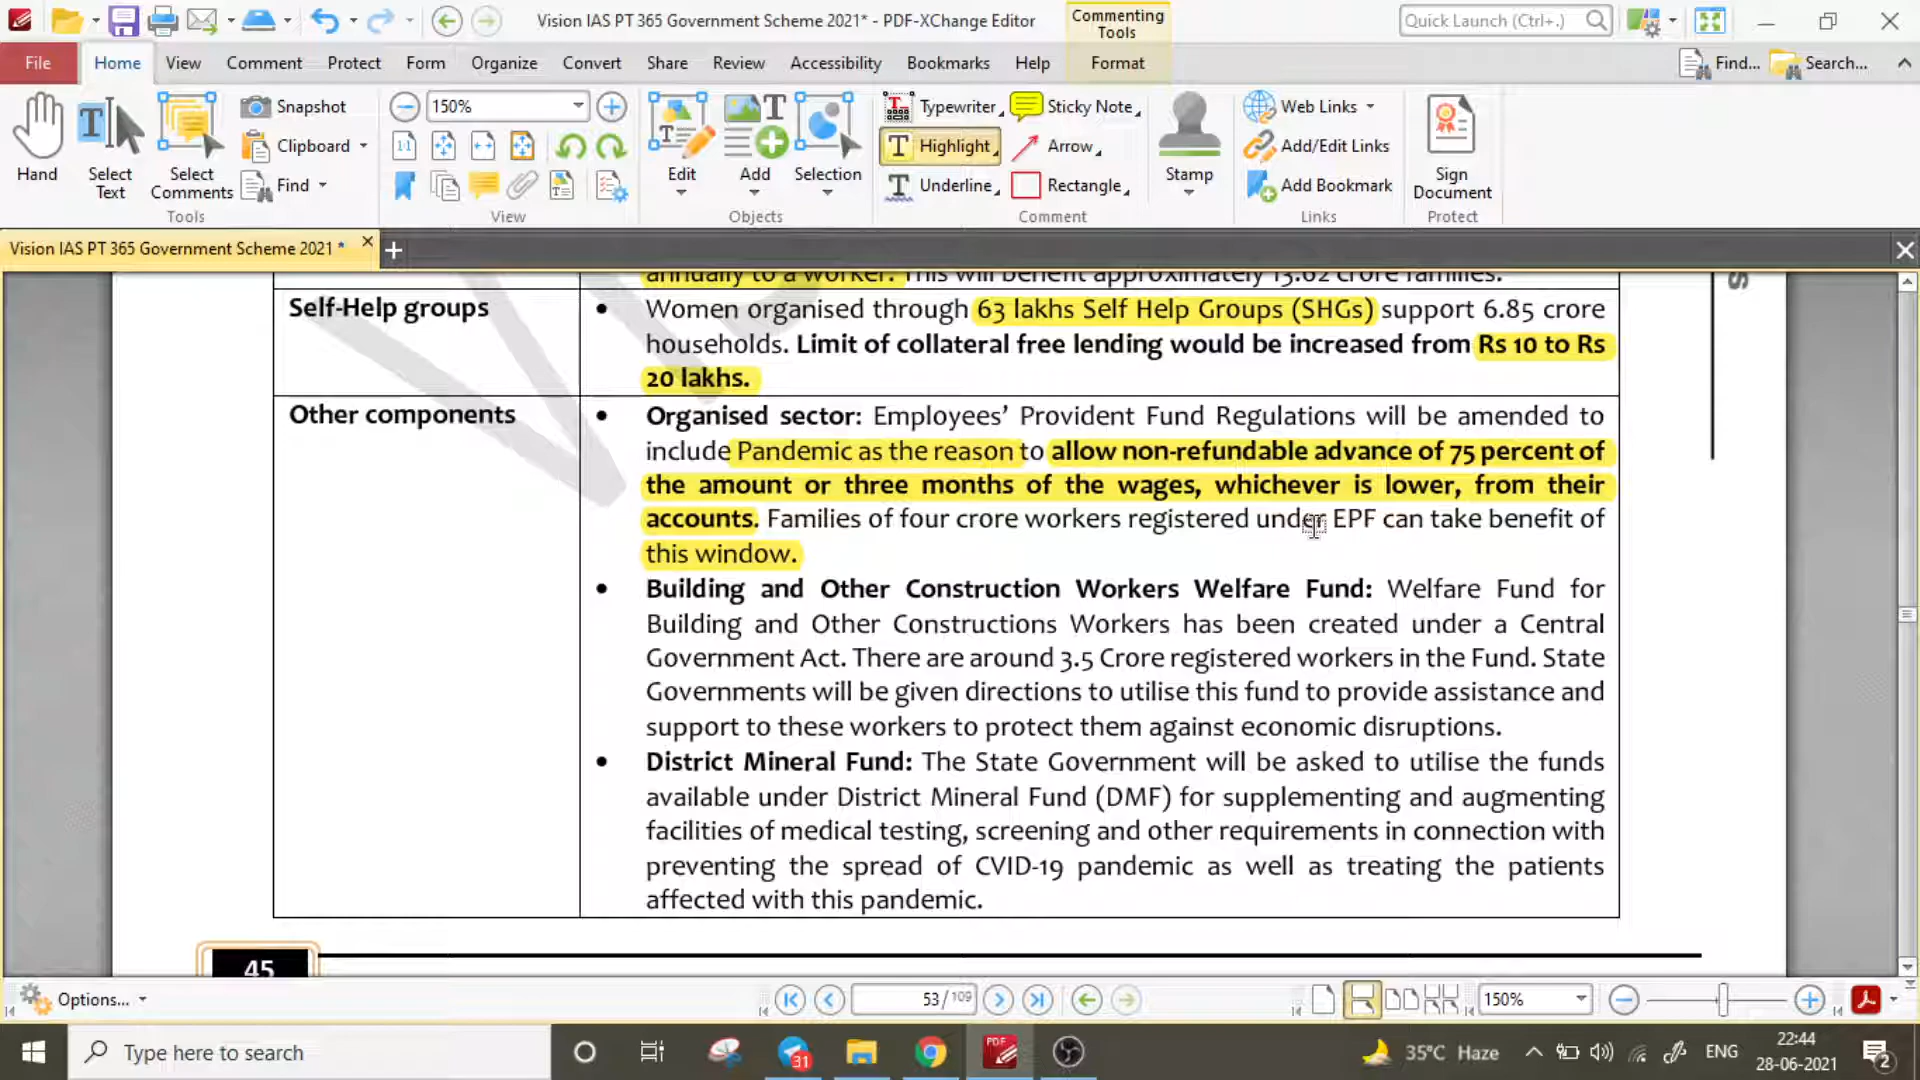 Vision IAS PT 365 Government Scheme 2021* - PDF-XChange Editor
Commenting Tools
Quick Launch (Ctrl+.)
File Home View Comment Protect Form Organize Convert Share Review Accessibility Bookmarks Help Format Find... Search...
Hand
Select Text
Select Comments
Snapshot
Clipboard
Find
Tools
150%
View
Edit
Add
Selection
Objects
Typewriter
Highlight
Underline
Sticky Note
Arrow
Rectangle
Stamp
Comment
Web Links
Add/Edit Links
Add Bookmark
Links
Sign Document
Protect
Vision IAS PT 365 Government Scheme 2021 *
annually to a worker. This will benefit approximately 13.62 crore families.
Self-Help groups
• Women organised through 63 lakhs Self Help Groups (SHGs) support 6.85 crore
households. Limit of collateral free lending would be increased from Rs 10 to Rs
20 lakhs.
Other components
• Organised sector: Employees' Provident Fund Regulations will be amended to
include Pandemic as the reason to allow non-refundable advance of 75 percent of
the amount or three months of the wages, whichever is lower, from their
accounts. Families of four crore workers registered under EPF can take benefit of
this window.
• Building and Other Construction Workers Welfare Fund: Welfare Fund for
Building and Other Constructions Workers has been created under a Central
Government Act. There are around 3.5 Crore registered workers in the Fund. State
Governments will be given directions to utilise this fund to provide assistance and
support to these workers to protect them against economic disruptions.
• District Mineral Fund: The State Government will be asked to utilise the funds
available under District Mineral Fund (DMF) for supplementing and augmenting
facilities of medical testing, screening and other requirements in connection with
preventing the spread of CVID-19 pandemic as well as treating the patients
affected with this pandemic.
45
Options...
53 / 109
150%
Type here to search
31
PDF
35°C Haze
ENG
22:44
28-06-2021
2